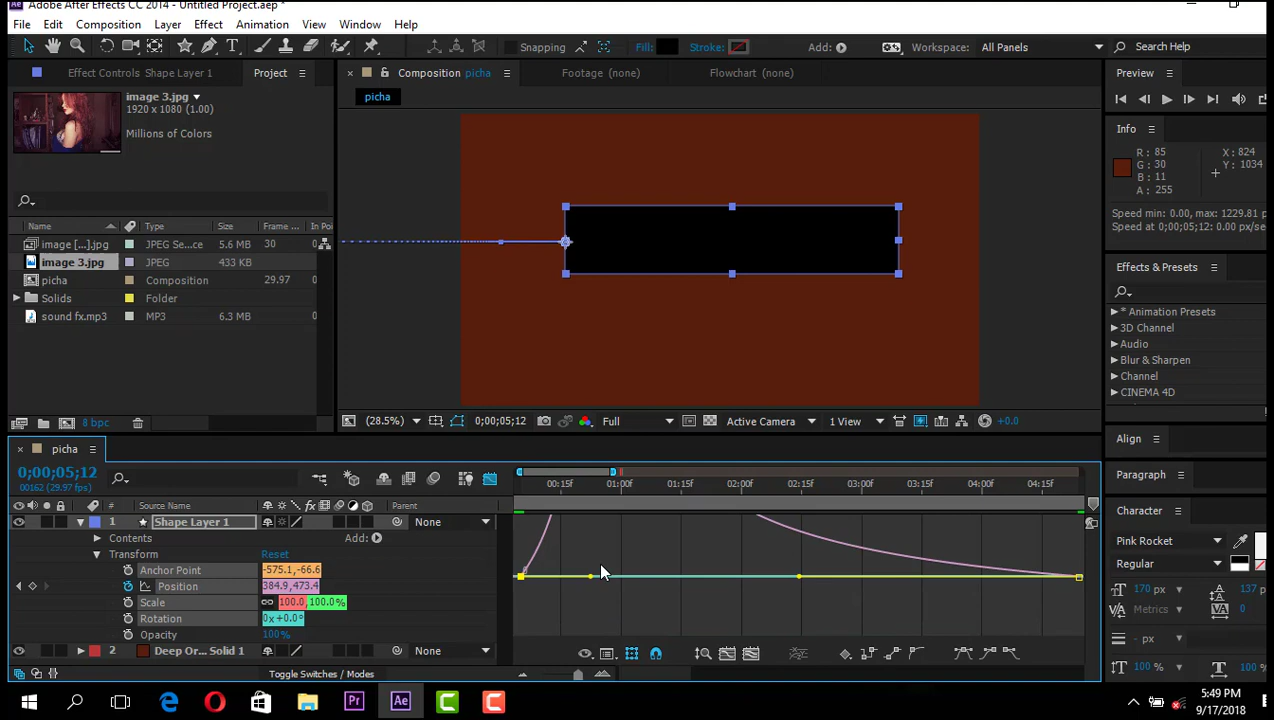 Adobe After Effects CC 2014 - Untitled Project.aep *
File Edit Composition Layer Effect Animation View Window Help
Snapping Fill: Stroke: Add: Workspace: All Panels Search Help
Effect Controls Shape Layer 1 Project
Composition picha Footage (none) Flowchart (none)
Preview
picha
image 3.jpg
1920 x 1080 (1.00)
Millions of Colors
Info
R: 85 X: 824
G: 30 Y: 1034
B: 11
A: 255
Speed min: 0.00, max: 1229.81
Speed at 0;00;05;12: 0.00 px/se
Name Type Size Frame ... In Poi
image [...].jpg JPEG Se...ce 5.6 MB 30
image 3.jpg JPEG 433 KB
picha Composition 29.97
Solids Folder
sound fx.mp3 MP3 6.3 MB
Effects & Presets
* Animation Presets
3D Channel
Audio
Blur & Sharpen
Channel
CINEMA 4D
8 bpc
(28.5%) 0;00;05;12 Full Active Camera 1 View +0.0
picha
Align
0;00;05;12
00162 (29.97 fps)
00:15f 01:00f 01:15f 02:00f 02:15f 03:00f 03:15f 04:00f 04:15f
Paragraph
# Source Name fx Parent
Character
1 Shape Layer 1 None
Contents Add:
Transform Reset
Anchor Point -575.1,-66.6
Position 384.9,473.4
Scale 100.0,100.0%
Rotation 0x+0.0°
Opacity 100%
2 Deep Or... Solid 1 None
Toggle Switches / Modes
Pink Rocket
Regular
170 px 137
Metrics 0
- px
100 % 100 %
Pr Ae
5:49 PM
9/17/2018